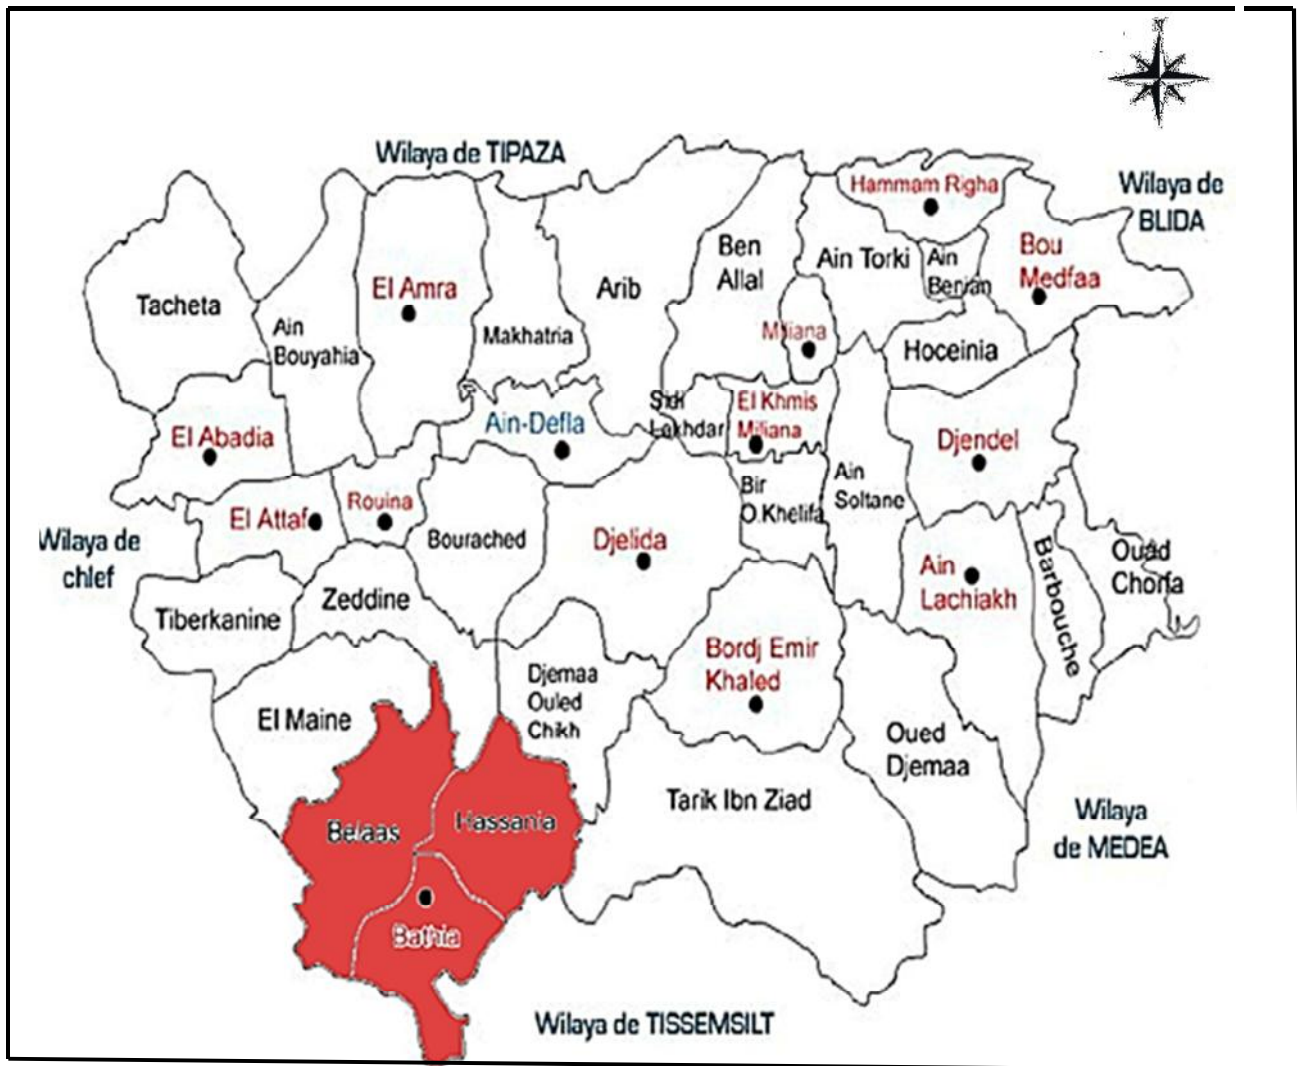 N
Wilaya de TIPAZA
Wilaya de
BLIDA
Hammam Righa
Tacheta
Ain
Bouyahia
El Amra
Makhatria
Arib
Ben
Allal
Ain Torki
Ain
Benian
Bou
Medfaa
Miliana
Hoceinia
El Abadia
Ain-Defla
Sidi
Lakhdar
El Khmis
Miliana
Djendel
El Attaf
Rouina
Bourached
Djelida
Bir
O.Khelifa
Ain
Soltane
Wilaya de
chlef
Ain
Lachiakh
Barbouche
Ouad
Chorfa
Tiberkanine
Zeddine
El Maine
Djemaa
Ouled
Chikh
Bordj Emir
Khaled
Oued
Djemaa
Tarik Ibn Ziad
Belaas
Hassania
Bathia
Wilaya
de MEDEA
Wilaya de TISSEMSILT